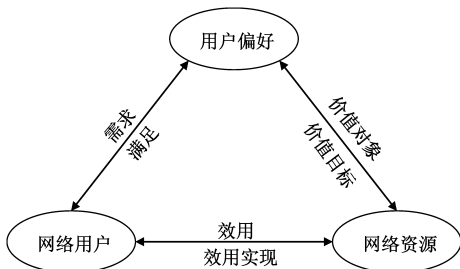 用户偏好
需求
满足
价值对象
价值目标
网络用户
效用
效用实现
网络资源